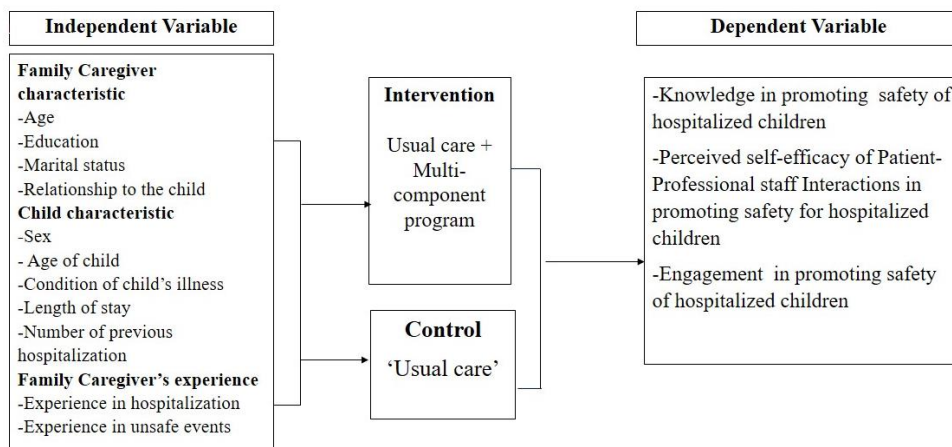 Independent Variable
Family Caregiver
characteristic
-Age
-Education
-Marital status
-Relationship to the child
Child characteristic
-Sex
- Age of child
-Condition of child's illness
-Length of stay
-Number of previous
hospitalization
Family Caregiver's experience
-Experience in hospitalization
-Experience in unsafe events
Intervention
Usual care +
Multi-
component
program
Control
‘Usual care’
Dependent Variable
-Knowledge in promoting safety of
hospitalized children
-Perceived self-efficacy of Patient-
Professional staff Interactions in
promoting safety for hospitalized
children
-Engagement in promoting safety
of hospitalized children